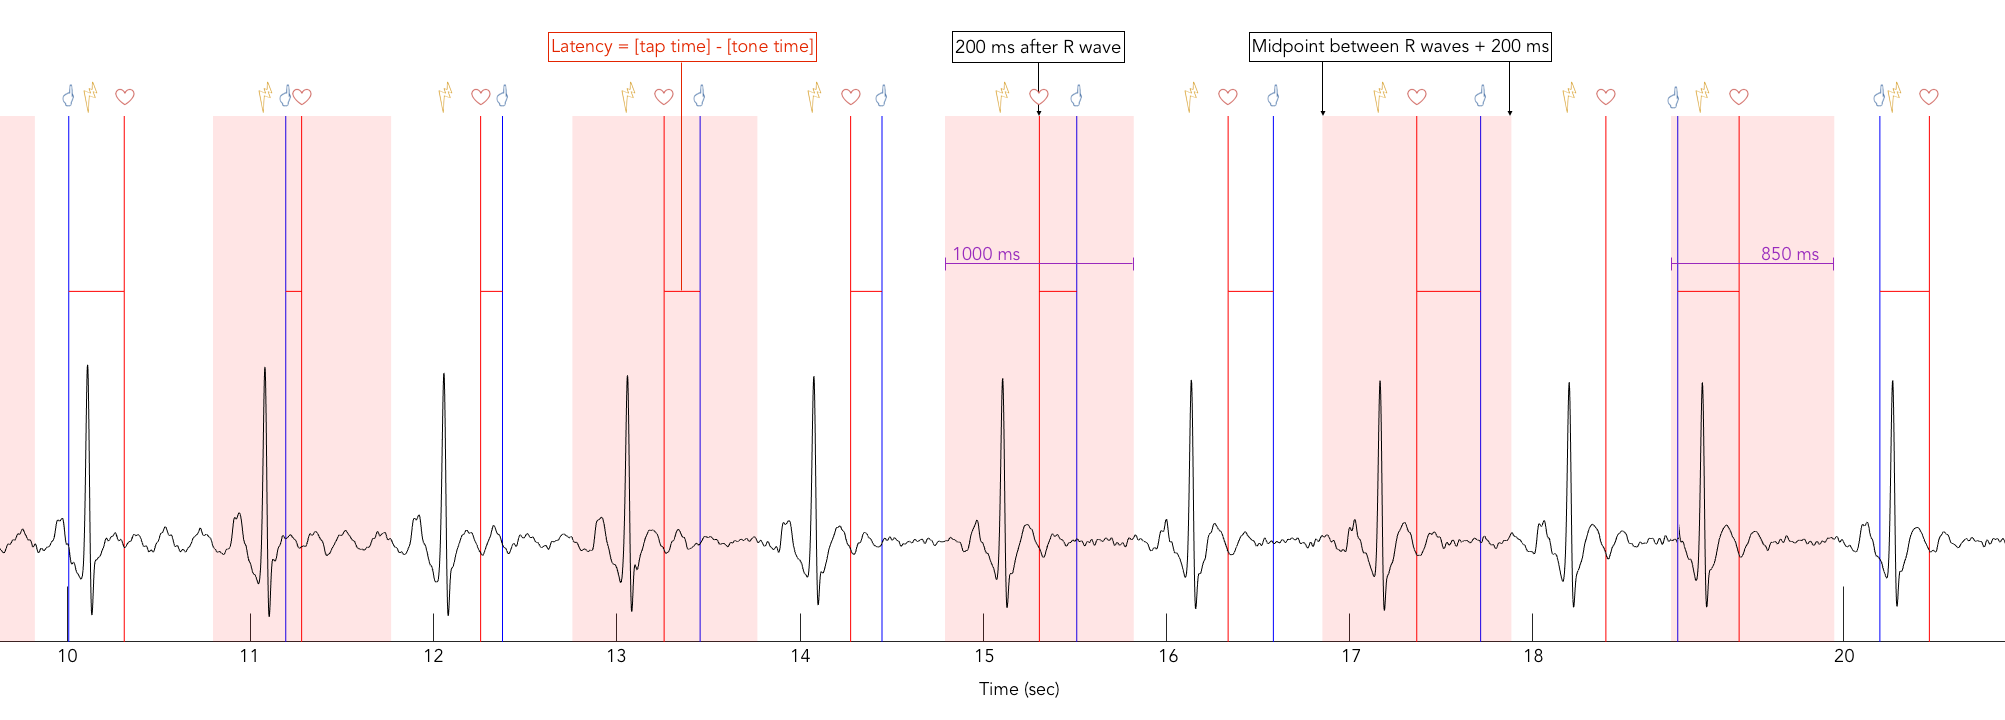 Latency = [tap time] - [tone time]
200 ms after R wave
Midpoint between R waves + 200 ms
1000 ms
850 ms
10 11 12 13 14 15 16 17 18 20
Time (sec)